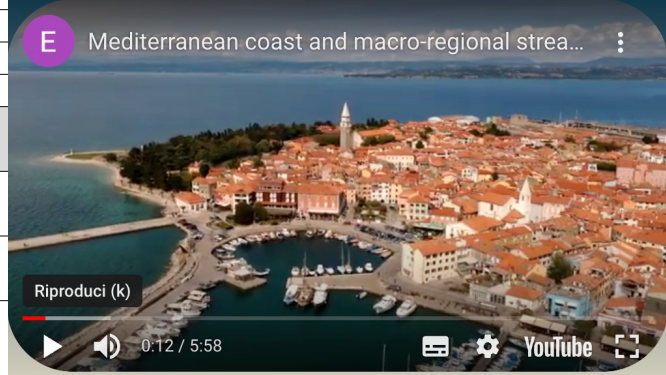 E
Mediterranean coast and macro-regional strea...
Riproduci (k)
0:12 / 5:58
YouTube